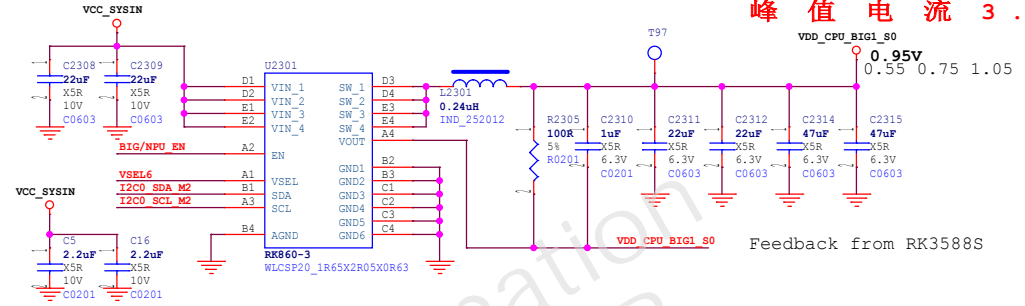 峰 值 电 流 3 .
VCC_SYSIN
T97
VDD_CPU_BIG1_S0
0.95V
0.55 0.75 1.05
C2308
22uF
X5R
10V
C0603
C2309
22uF
X5R
10V
C0603
U2301
D1 VIN_1 SW_1 D3
D2 VIN_2 SW_2 D4
E1 VIN_3 SW_3 E3
E2 VIN_4 SW_4 E4
VOUT A4
BIG/NPU_EN A2 EN
GND1 B2
VSEL6 A1 VSEL GND2 B3
I2C0_SDA_M2 B1 SDA GND3 C1
I2C0_SCL_M2 A3 SCL GND4 C2
GND5 C3
B4 AGND GND6 C4
RK860-3
WLCSP20_1R65X2R05X0R63
L2301
0.24uH
IND_252012
R2305
100R
5%
R0201
C2310
1uF
X5R
6.3V
C0201
C2311
22uF
X5R
6.3V
C0603
C2312
22uF
X5R
6.3V
C0603
C2314
47uF
X5R
6.3V
C0603
C2315
47uF
X5R
6.3V
C0603
VCC_SYSIN
C5
2.2uF
X5R
10V
C0201
C16
2.2uF
X5R
10V
C0201
VDD_CPU_BIG1_S0
Feedback from RK3588S